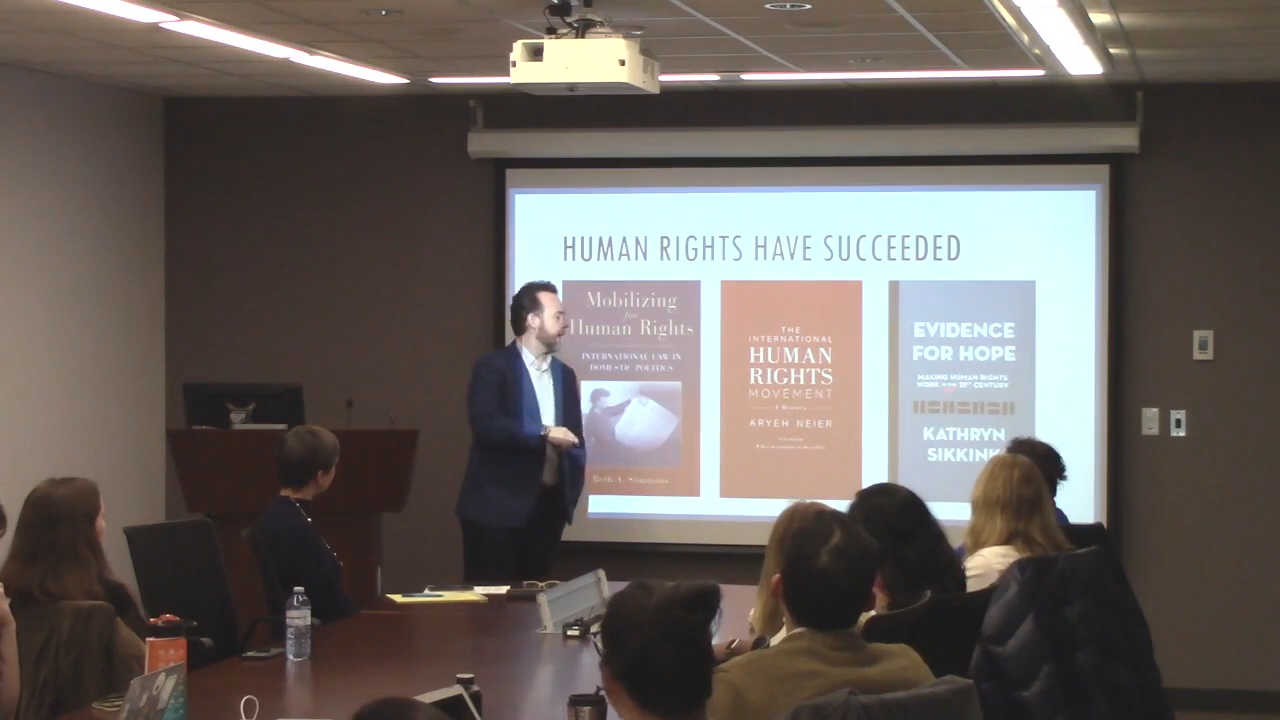 HUMAN RIGHTS HAVE SUCCEEDED
Mobilizing
for
Human Rights
INTERNATIONAL LAW IN
DOMESTIC POLITICS
Beth A. Simmons
THE
INTERNATIONAL
HUMAN
RIGHTS
MOVEMENT
A History
ARYEH NEIER
EVIDENCE
FOR HOPE
MAKING HUMAN RIGHTS
WORK IN THE 21ST CENTURY
KATHRYN
SIKKINK